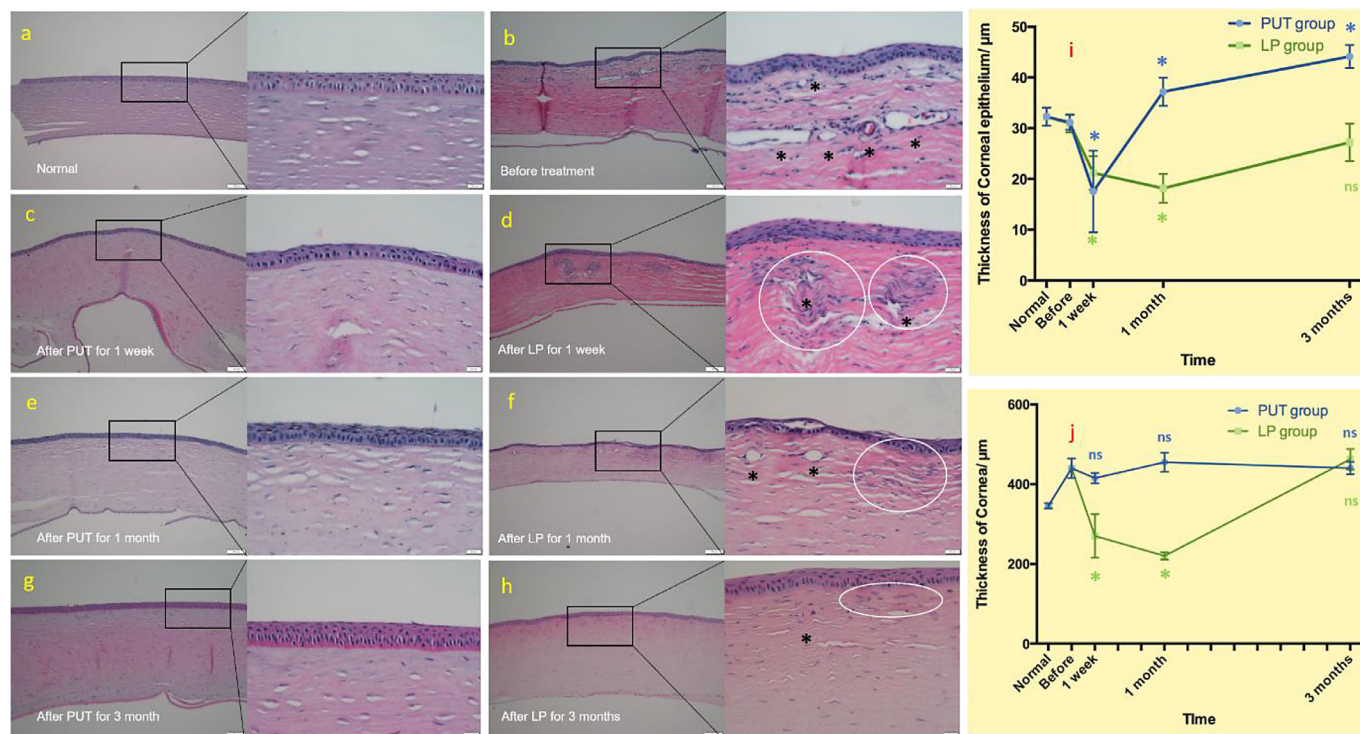 a
Normal
b
*
* * * *
Before treatment
c
After PUT for 1 week
d
* *
After LP for 1 week
e
After PUT for 1 month
f
* *
After LP for 1 month
g
After PUT for 3 month
h
*
After LP for 3 months
i
PUT group
LP group
Thickness of Corneal epithelium/ μm
50
40
30
20
10
0
* * *
* * ns
Normal
Before
1 week
1 month
3 months
Time
j
PUT group
LP group
Thickness of Cornea/ μm
600
400
200
0
ns ns ns
* * ns
Normal
Before
1 week
1 month
3 months
TIme